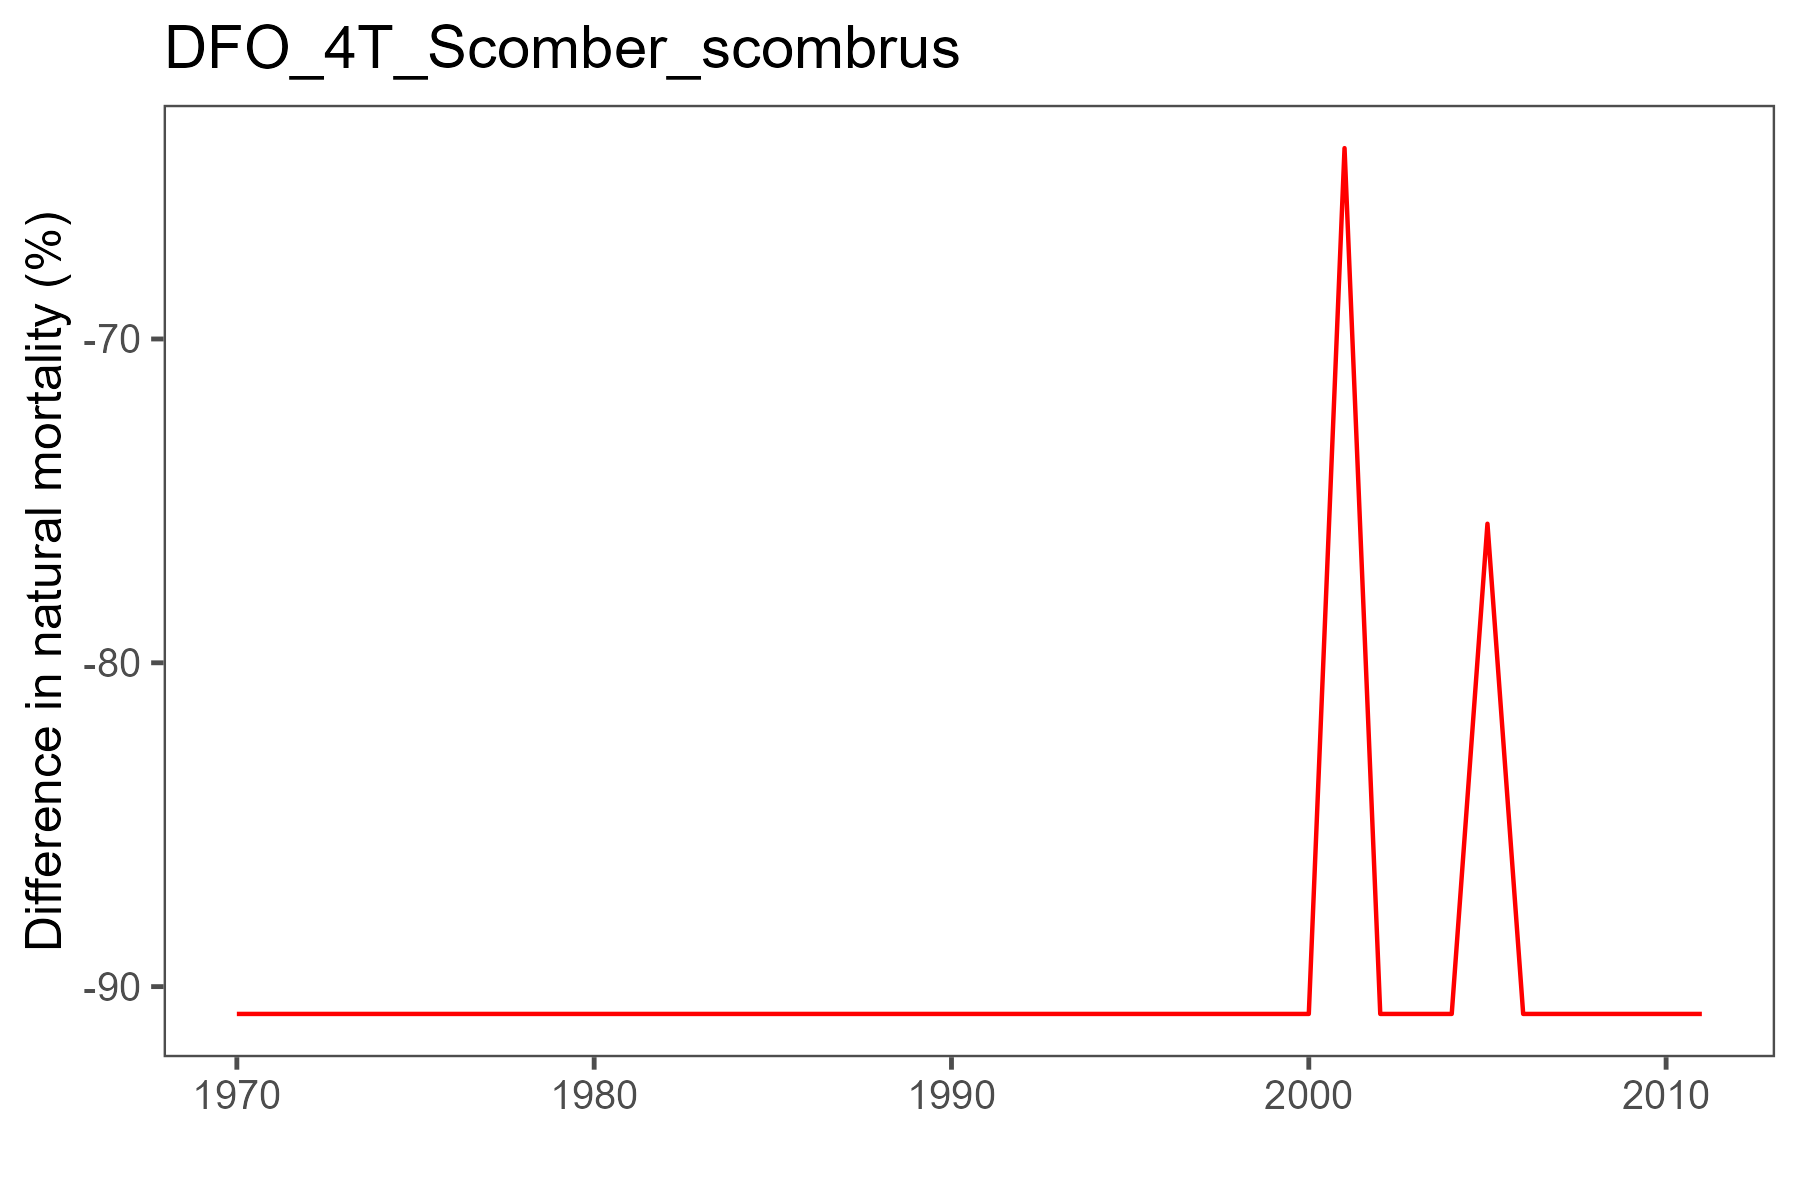 DFO_4T_Scomber_scombrus
Difference in natural mortality (%)
-70
-80
-90
1970 1980 1990 2000 2010